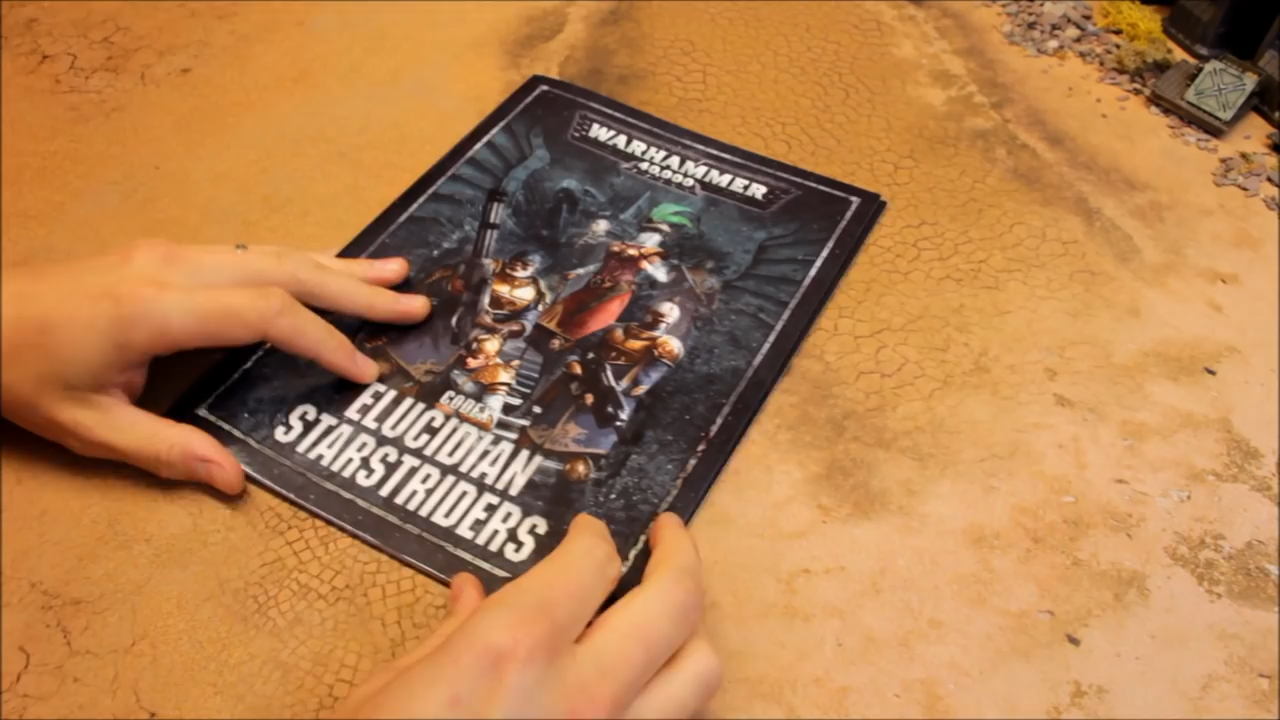 WARHAMMER
40,000
CODEX
ELUCIDIAN
STARSTRIDERS